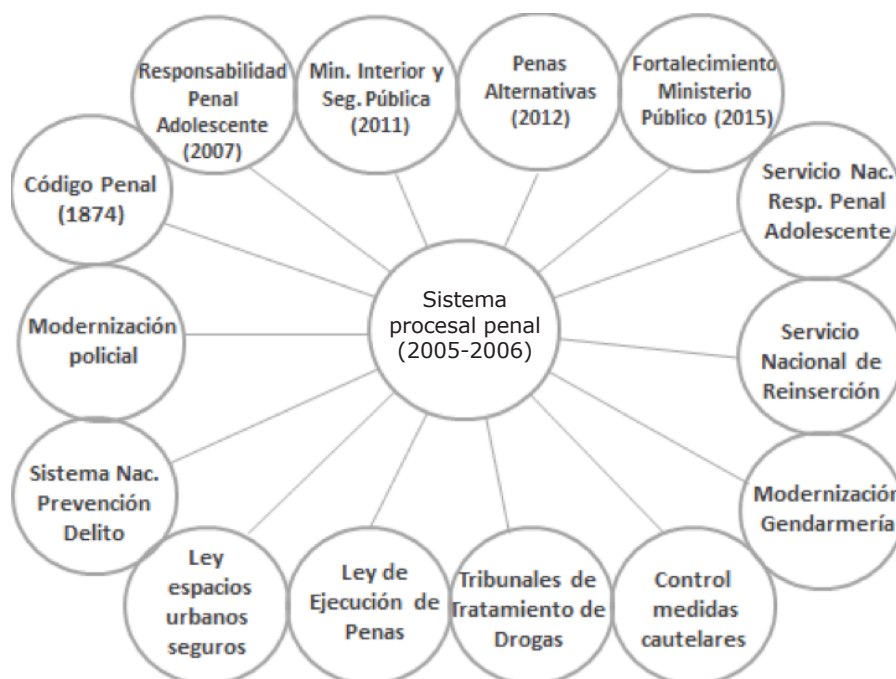 Responsabilidad
Penal
Adolescente
(2007)
Min. Interior y
Seg. Pública
(2011)
Penas
Alternativas
(2012)
Fortalecimiento
Ministerio
Público (2015)
Servicio Nac.
Resp. Penal
Adolescente
Servicio
Nacional de
Reinserción
Modernización
Gendarmería
Control
medidas
cautelares
Tribunales de
Tratamiento de
Drogas
Ley de
Ejecución de
Penas
Ley
espacios
urbanos
seguros
Sistema Nac.
Prevención
Delito
Modernización
policial
Código Penal
(1874)
Sistema
procesal penal
(2005-2006)